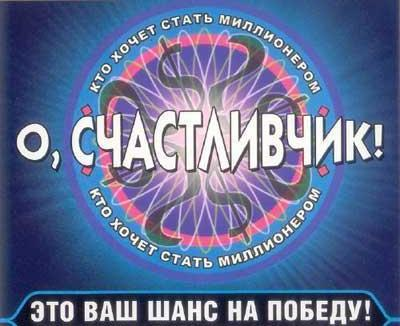 КТО ХОЧЕТ СТАТЬ МИЛЛИОНЕРОМ
О, СЧАСТЛИВЧИК!
КТО ХОЧЕТ СТАТЬ МИЛЛИОНЕРОМ
ЭТО ВАШ ШАНС НА ПОБЕДУ!